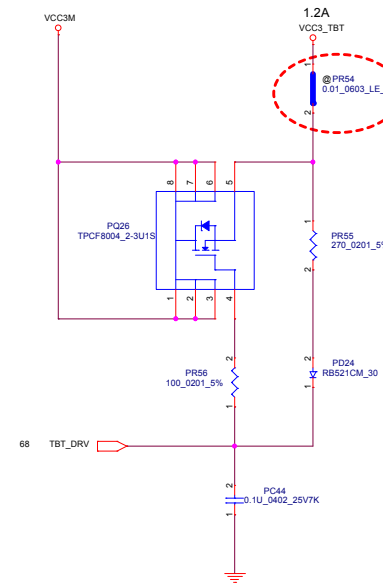 1.2A
VCC3M
VCC3_TBT
1
@PR54
0.01_0603_LE_
2
8
7
6
5
PQ26
TPCF8004_2-3U1S
1
2
3
4
1
PR55
270_0201_5%
2
2
PR56
100_0201_5%
1
2
PD24
RB521CM_30
1
68 TBT_DRV
2
PC44
0.1U_0402_25V7K
1